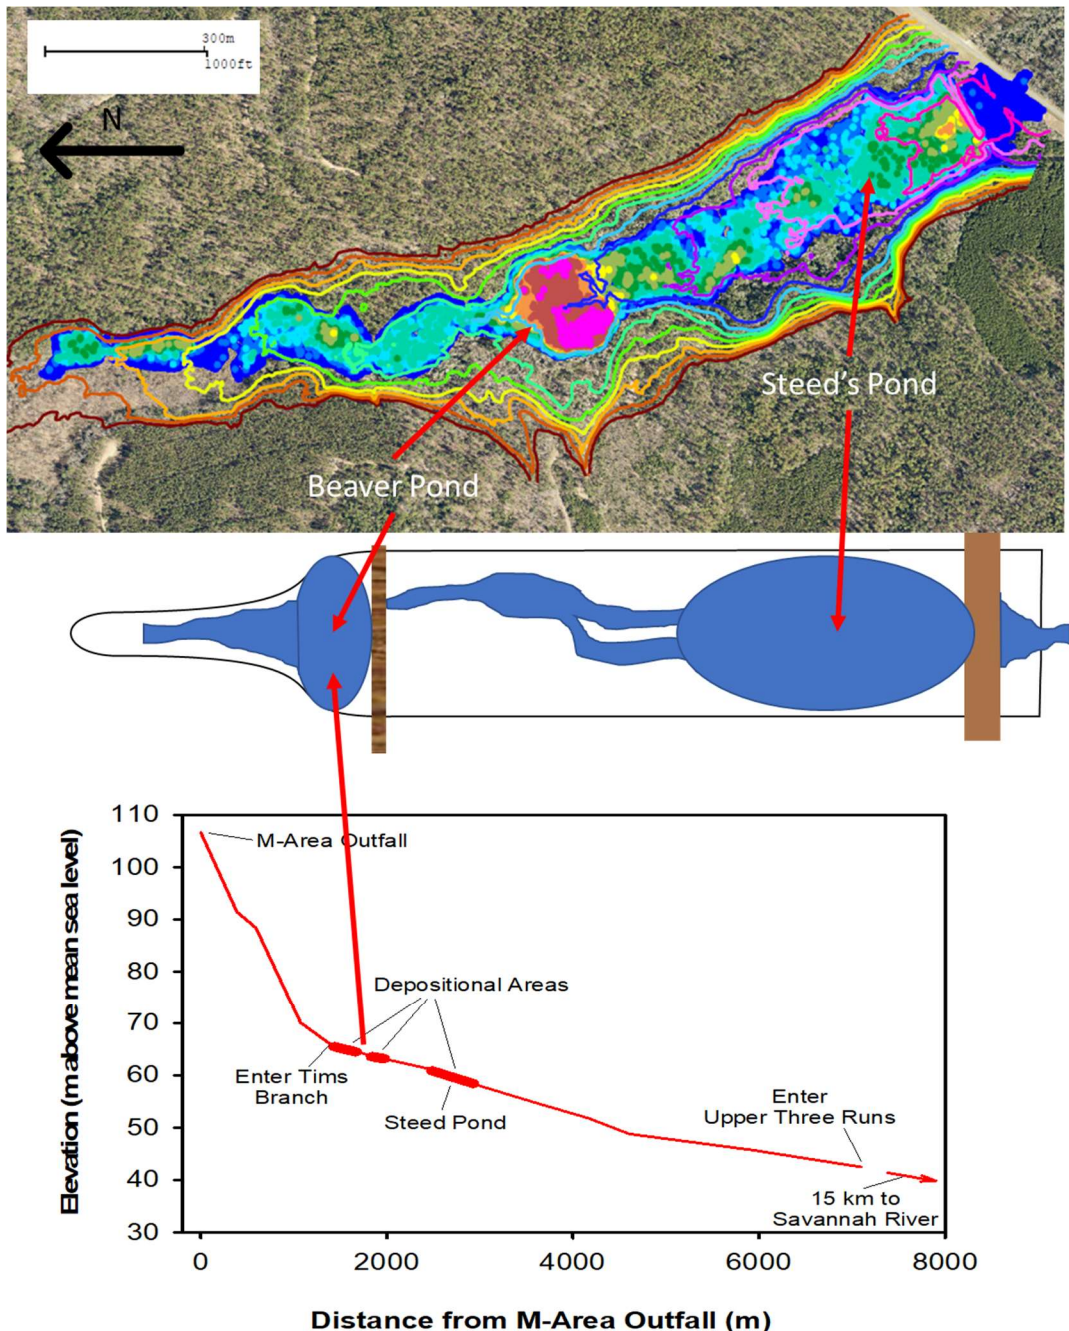 300m
1000ft
N
Steed's Pond
Beaver Pond
110
100
90
80
70
60
50
40
30
Elevation (m above mean sea level)
M-Area Outfall
Depositional Areas
Enter Tims
Branch
Steed Pond
Enter
Upper Three Runs
15 km to
Savannah River
0
2000
4000
6000
8000
Distance from M-Area Outfall (m)